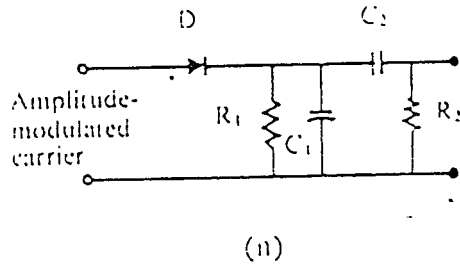 D
C₂
Amplitude-
modulated
carrier
R₁
C₁
R₂
(n)